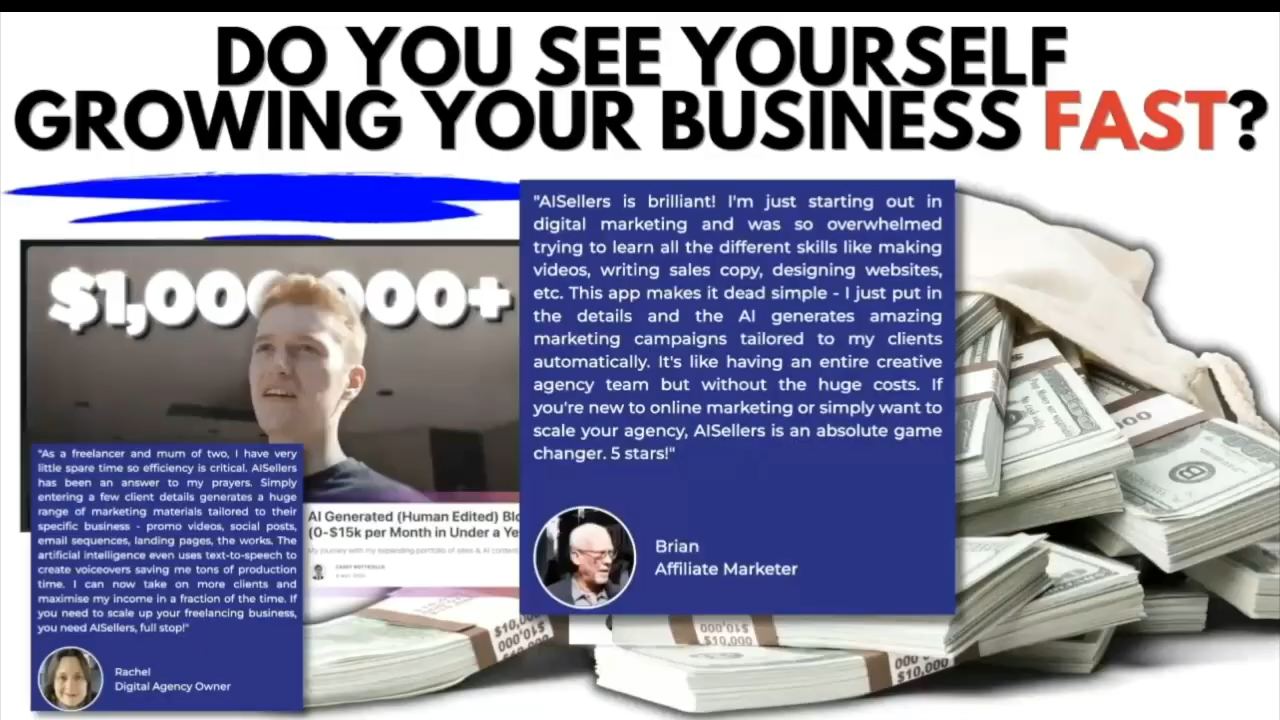 DO YOU SEE YOURSELF
GROWING YOUR BUSINESS FAST?
"AISellers is brilliant! I'm just starting out in
digital marketing and was so overwhelmed
trying to learn all the different skills like making
videos, writing sales copy, designing websites,
etc. This app makes it dead simple - I just put in
the details and the AI generates amazing
marketing campaigns tailored to my clients
automatically. It's like having an entire creative
agency team but without the huge costs. If
you're new to online marketing or simply want to
scale your agency, AISellers is an absolute game
changer. 5 stars!"
Brian
Affiliate Marketer
"As a freelancer and mum of two, I have very
little spare time so efficiency is critical. AISellers
has been an answer to my prayers. Simply
entering a few client details generates a huge
range of marketing materials tailored to their
specific business - promo videos, social posts,
email sequences, landing pages, the works. The
artificial intelligence even uses text-to-speech to
create voiceovers saving me tons of production
time. I can now take on more clients and
maximise my income in a fraction of the time. If
you need to scale up your freelancing business,
you need AISellers, full stop!"
Rachel
Digital Agency Owner
AI Generated (Human Edited)
(0-$15k per Month in Under a
My journey with my expanding portfolio of sites & AI content
$10,000
000
$10,000